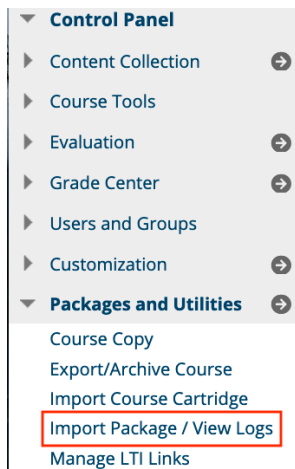 Control Panel
Content Collection
Course Tools
Evaluation
Grade Center
Users and Groups
Customization
Packages and Utilities
Course Copy
Export/Archive Course
Import Course Cartridge
Import Package / View Logs
Manage LTI Links